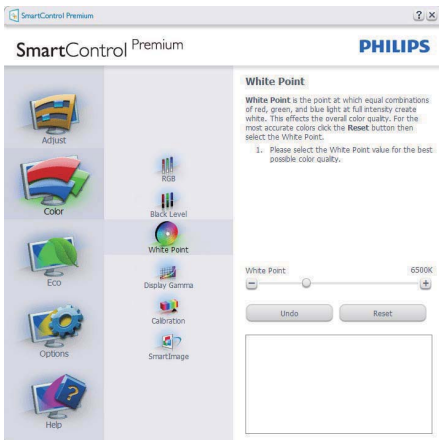 SmartControl Premium
SmartControl Premium
PHILIPS
Adjust
Color
Eco
Options
Help
RGB
Black Level
White Point
Display Gamma
Calibration
SmartImage
White Point
White Point is the point at which equal combinations
of red, green, and blue light at full intensity create
white. This effects the overall color quality. For the
most accurate colors click the Reset button then
select the White Point.
1. Please select the White Point value for the best
possible color quality.
White Point 6500K
Undo Reset